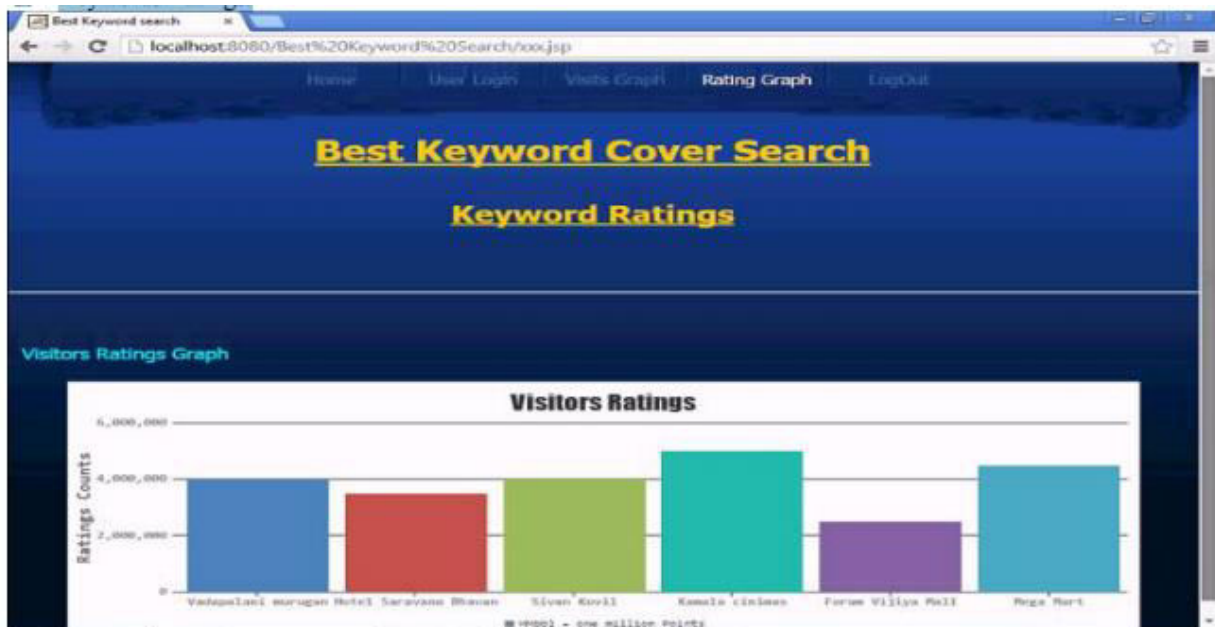 Best Keyword search
localhost:8080/Best%20Keyword%20Search/xxx.jsp
Home User Login Visits Graph Rating Graph LogOut
Best Keyword Cover Search
Keyword Ratings
Visitors Ratings Graph
Visitors Ratings
6,000,000
4,000,000
2,000,000
0
Ratings Counts
Vadapalani murugan Hotel Saravana Bhavan Sivan Kovil Kamala cinimas Forum Vijiya Mall Mega Mart
- one million Points